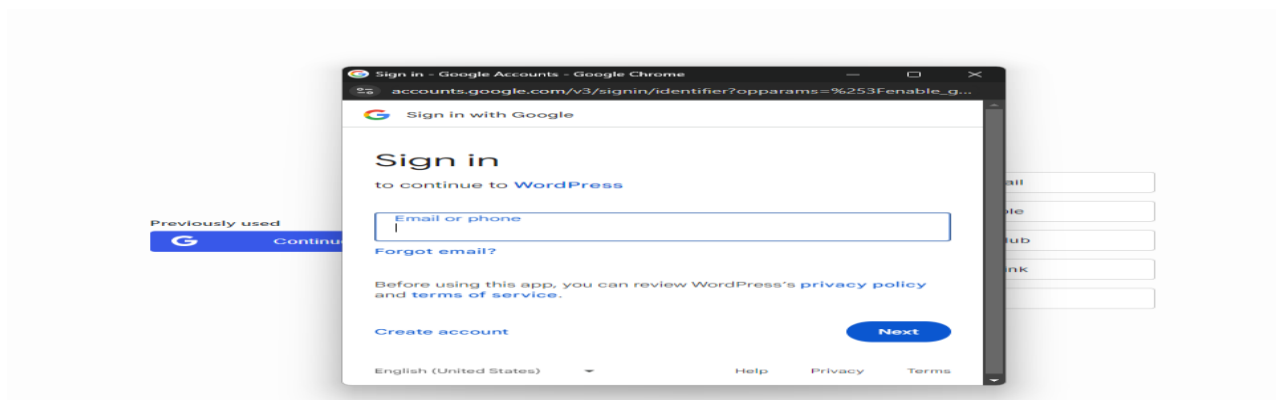 Sign in - Google Accounts - Google Chrome
accounts.google.com/v3/signin/identifier?opparams=%253Fenable_g...
Sign in with Google
Sign in
to continue to WordPress
Email or phone
Forgot email?
Before using this app, you can review WordPress's privacy policy
and terms of service.
Create account
Next
English (United States)
Help
Privacy
Terms
Previously used
Continu
ail
ub
ink